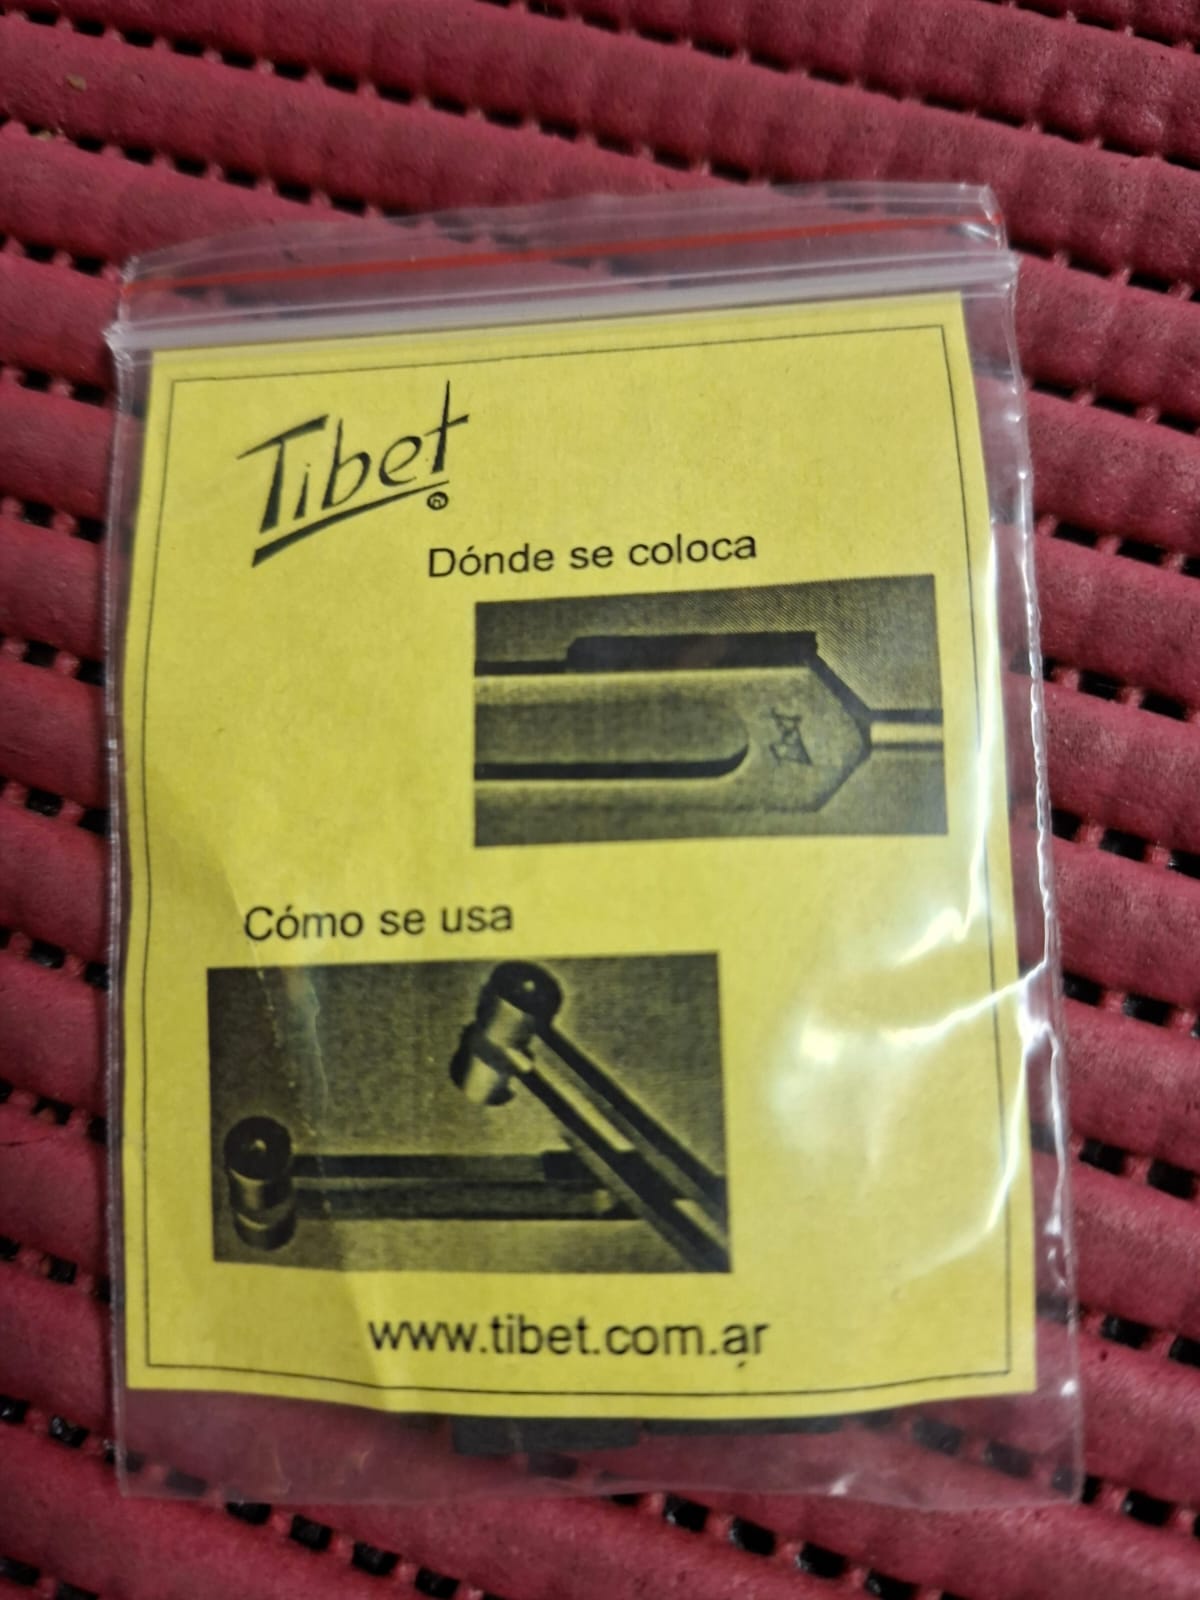 Tibet®
Dónde se coloca
Cómo se usa
www.tibet.com.ar